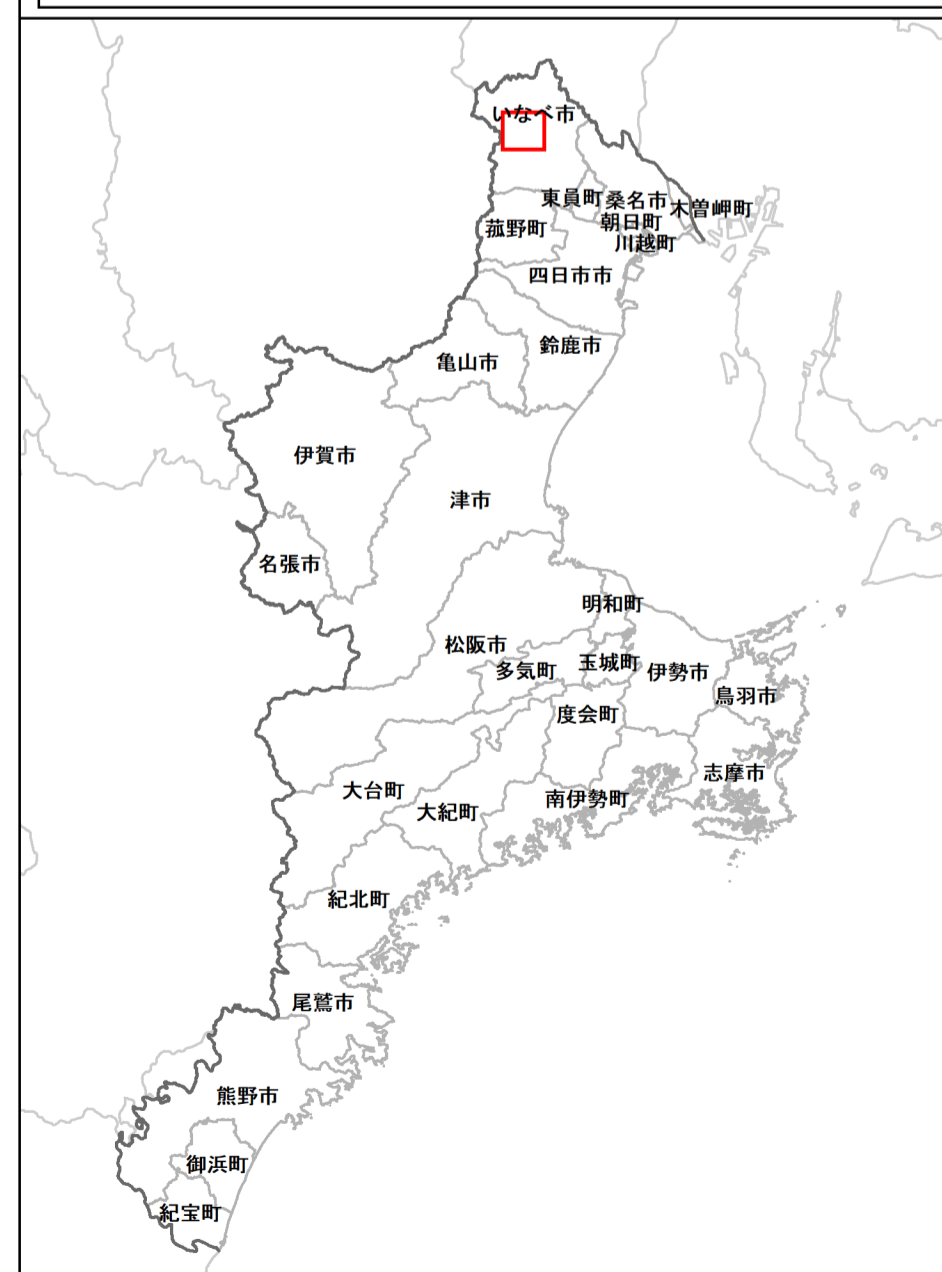 いなべ市
東員町
桑名市
木曽岬町
朝日町
菰野町
川越町
四日市市
鈴鹿市
亀山市
伊賀市
津市
名張市
明和町
松阪市
多気町
玉城町
伊勢市
鳥羽市
度会町
志摩市
大台町
南伊勢町
大紀町
紀北町
尾鷲市
熊野市
御浜町
紀宝町